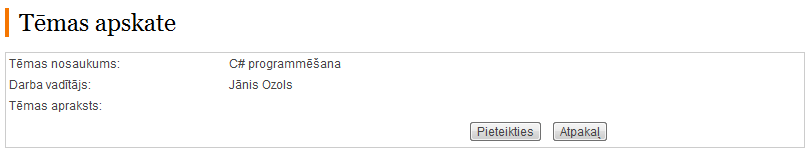 Tēmas apskate
Tēmas nosaukums: C# programmēšana
Darba vadītājs: Jānis Ozols
Tēmas apraksts:
Pieteikties Atpakaļ